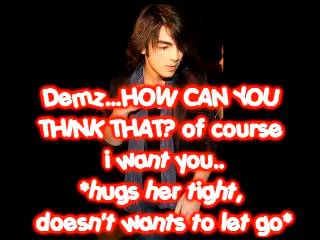 Demz...HOW CAN YOU
THINK THAT? of course
i want you..
*hugs her tight,
doesn't wants to let go*